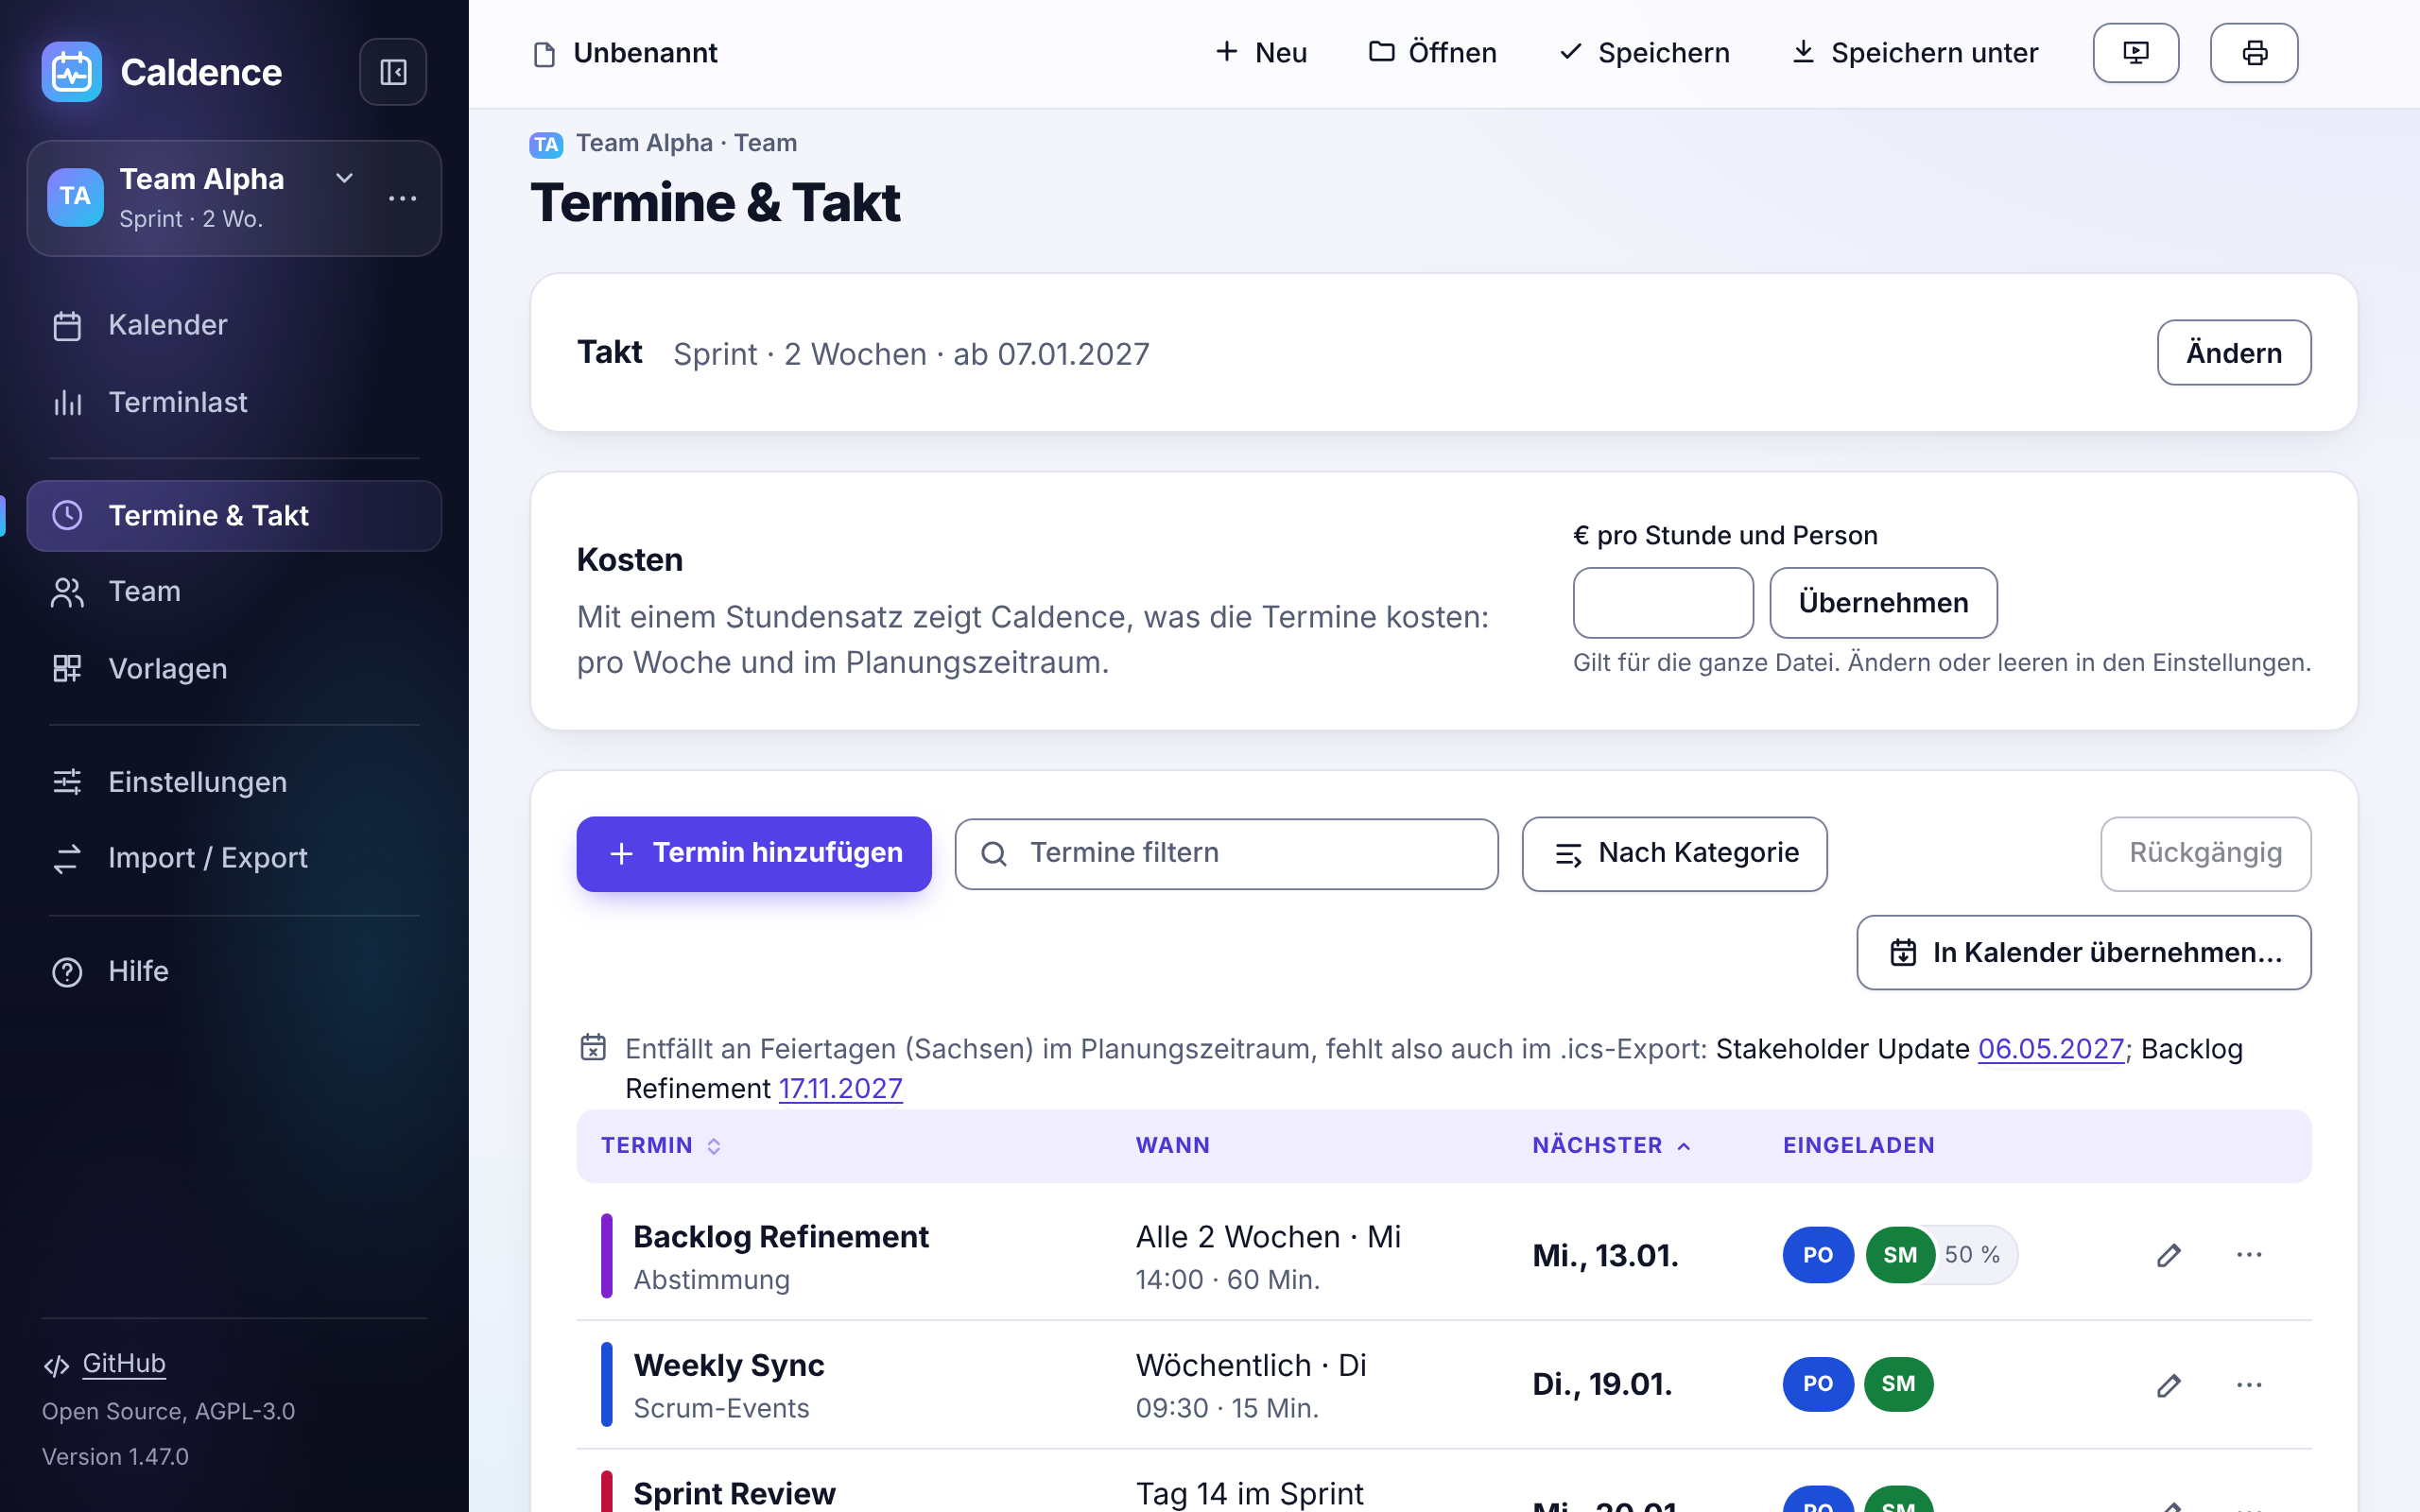 Caldence
TA
Team Alpha
Sprint · 2 Wo.
Kalender
Terminlast
Termine & Takt
Team
Vorlagen
Einstellungen
Import / Export
Hilfe
GitHub
Open Source, AGPL-3.0
Version 1.47.0
Unbenannt
Neu
Öffnen
Speichern
Speichern unter
TA Team Alpha · Team
Termine & Takt
Takt Sprint · 2 Wochen · ab 07.01.2027
Ändern
Kosten
Mit einem Stundensatz zeigt Caldence, was die Termine kosten:
pro Woche und im Planungszeitraum.
€ pro Stunde und Person
Übernehmen
Gilt für die ganze Datei. Ändern oder leeren in den Einstellungen.
Termin hinzufügen
Termine filtern
Nach Kategorie
Rückgängig
In Kalender übernehmen...
Entfällt an Feiertagen (Sachsen) im Planungszeitraum, fehlt also auch im .ics-Export: Stakeholder Update 06.05.2027; Backlog
Refinement 17.11.2027
TERMIN WANN NÄCHSTER EINGELADEN
Backlog Refinement
Abstimmung
Alle 2 Wochen · Mi
14:00 · 60 Min.
Mi., 13.01.
PO SM 50 %
Weekly Sync
Scrum-Events
Wöchentlich · Di
09:30 · 15 Min.
Di., 19.01.
PO SM
Sprint Review
Tag 14 im Sprint
Mi., 20.01.
PO SM